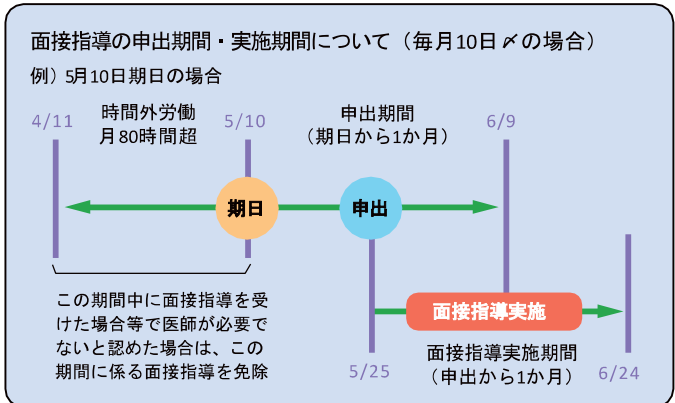 面接指導の申出期間・実施期間について（毎月10日〆の場合）
例）5月10日期日の場合
4/11
時間外労働
月80時間超
5/10
申出期間
（期日から1か月）
6/9
期日
申出
この期間中に面接指導を受
けた場合等で医師が必要で
ないと認めた場合は、この
期間に係る面接指導を免除
面接指導実施
5/25
面接指導実施期間
（申出から1か月）
6/24